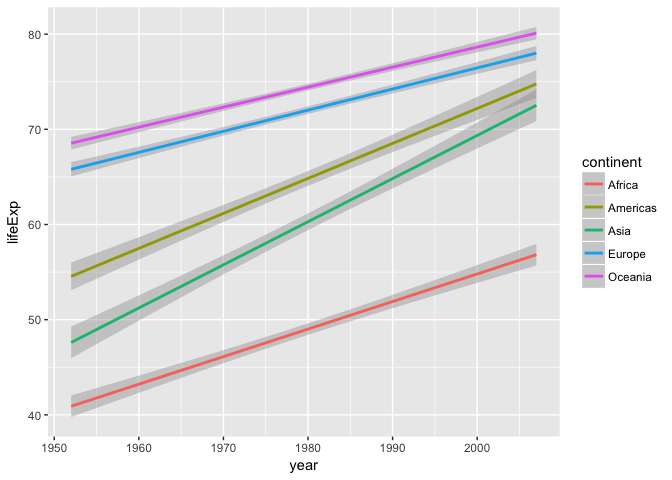 80
70
60
50
40
lifeExp
1950 1960 1970 1980 1990 2000
year
continent
Africa
Americas
Asia
Europe
Oceania